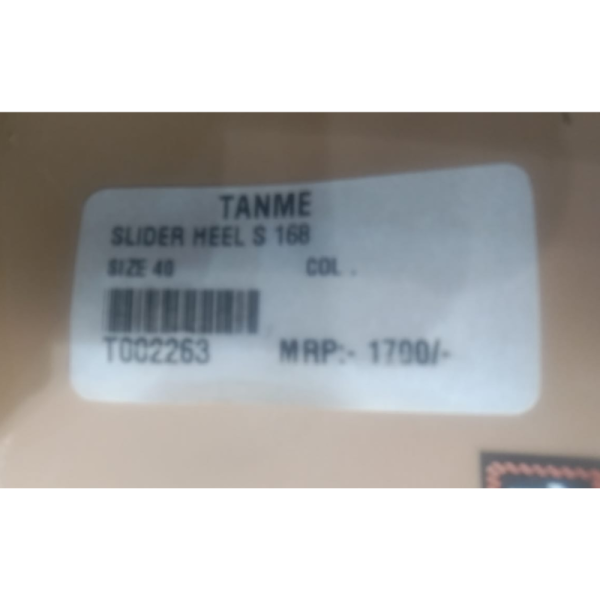 TANME
SLIDER HEEL S 168
SIZE 40 COL .
T002263 MRP:- 1700/-